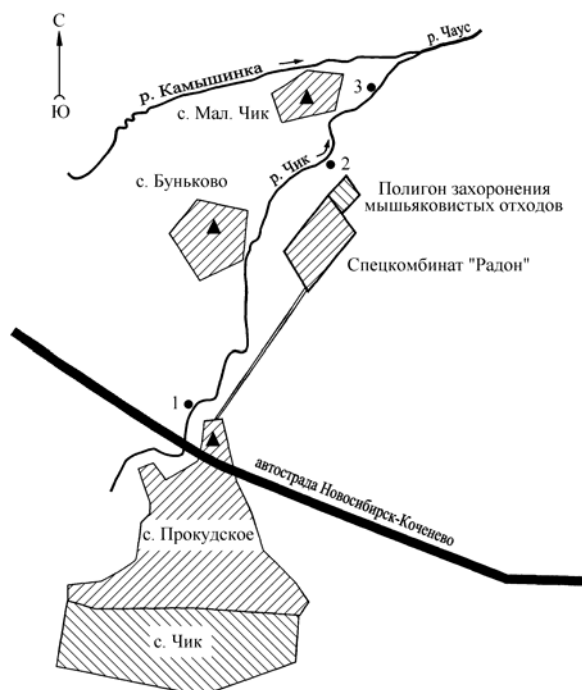 С
Ю
р. Чаус
р. Камышинка
3
с. Мал. Чик
р. Чик
2
с. Буньково
Полигон захоронения
мышьяковистых отходов
Спецкомбинат "Радон"
1
автострада Новосибирск-Коченево
с. Прокудское
с. Чик